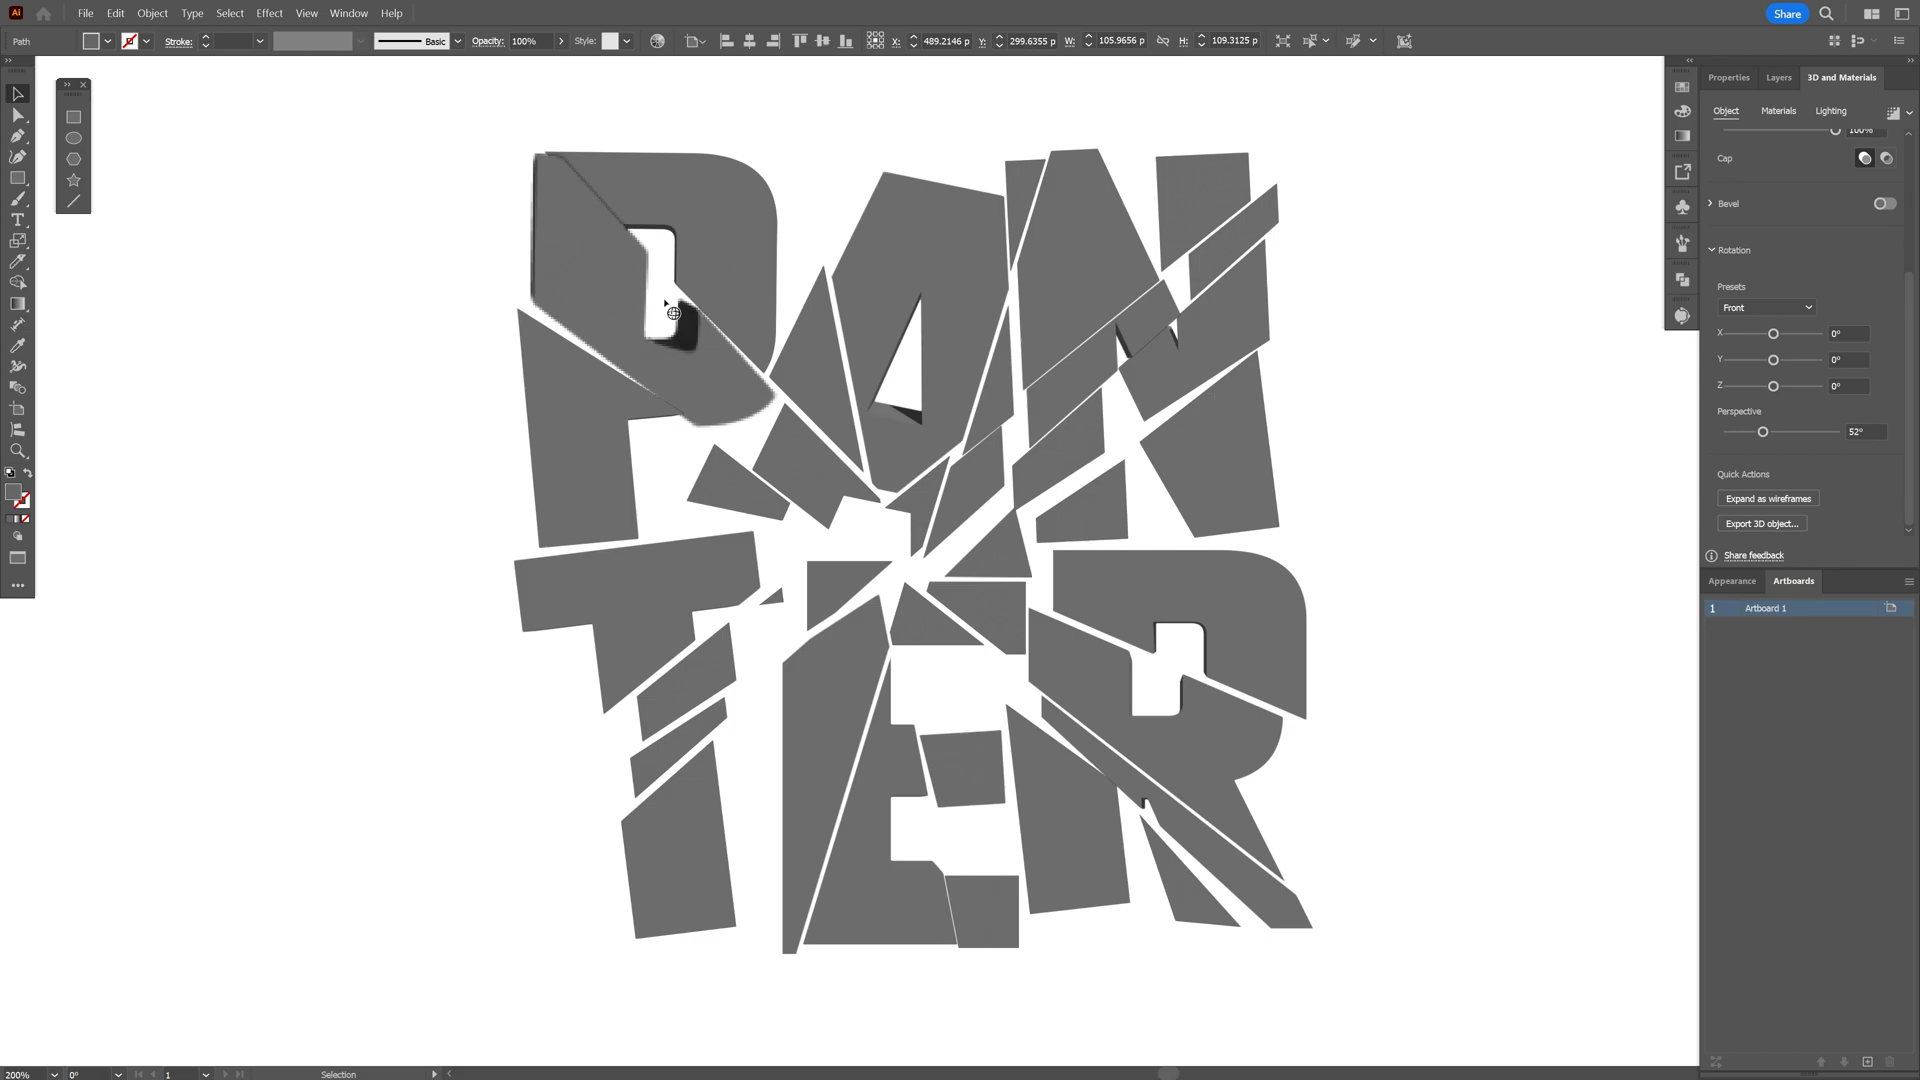 Ai File Edit Object Type Select Effect View Window Help Share
Path Stroke: Basic Opacity: 100% Style: X: 489.2146 p Y: 299.6355 p W: 105.9656 p H: 109.3125 p
Properties Layers 3D and Materials
Object Materials Lighting
100%
Cap
Bevel
Rotation
Presets
Front
X 0°
Y 0°
Z 0°
Perspective
52°
Quick Actions
Expand as wireframes
Export 3D object...
Share feedback
Appearance Artboards
1 Artboard 1
PAN
TER
200% 0° 1 Selection